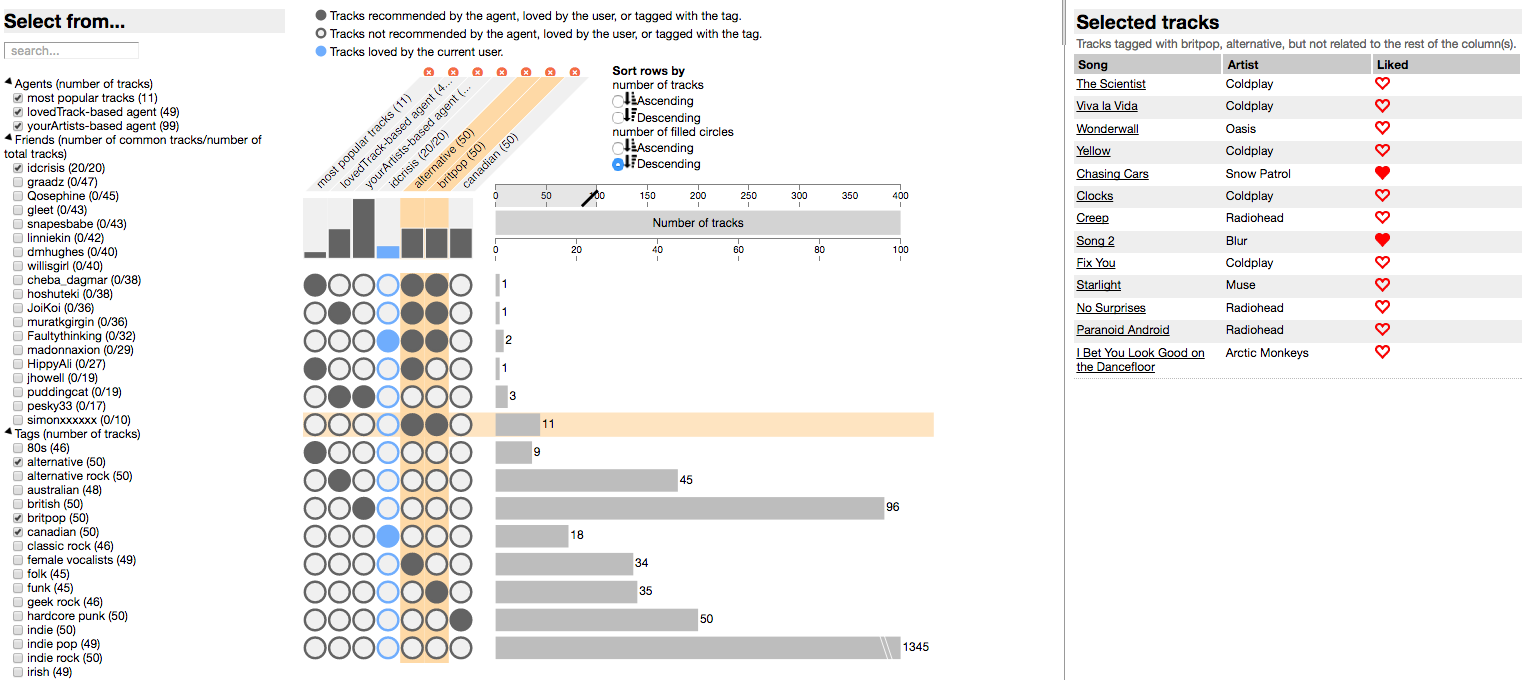 Select from...
search...
Agents (number of tracks)
most popular tracks (11)
lovedTrack-based agent (49)
yourArtists-based agent (99)
Friends (number of common tracks/number of
total tracks)
idcrisis (20/20)
graadz (0/47)
Qosephine (0/45)
gleet (0/43)
snapesbabe (0/43)
linniekin (0/42)
dmhughes (0/40)
willisgirl (0/40)
cheba_dagmar (0/38)
hoshuteki (0/38)
JoiKoi (0/36)
muratkgirgin (0/36)
Faultythinking (0/32)
madonnaxion (0/29)
HippyAli (0/27)
jhowell (0/19)
puddingcat (0/19)
pesky33 (0/17)
simonxxxxxx (0/10)
Tags (number of tracks)
80s (46)
alternative (50)
alternative rock (50)
australian (48)
british (50)
britpop (50)
canadian (50)
classic rock (46)
female vocalists (49)
folk (45)
funk (45)
geek rock (46)
hardcore punk (50)
indie (50)
indie pop (49)
indie rock (50)
irish (49)
Tracks recommended by the agent, loved by the user, or tagged with the tag.
Tracks not recommended by the agent, loved by the user, or tagged with the tag.
Tracks loved by the current user.
most popular tracks (11)
lovedTrack-based agent (4...
yourArtists-based agent (...
idcrisis (20/20)
alternative (50)
britpop (50)
canadian (50)
Sort rows by
number of tracks
Ascending
Descending
number of filled circles
Ascending
Descending
0 50 100 150 200 250 300 350 400
Number of tracks
0 20 40 60 80 100
1
1
2
1
3
11
9
45
96
18
34
35
50
1345
Selected tracks
Tracks tagged with britpop, alternative, but not related to the rest of the column(s).
Song Artist Liked
The Scientist Coldplay
Viva la Vida Coldplay
Wonderwall Oasis
Yellow Coldplay
Chasing Cars Snow Patrol
Clocks Coldplay
Creep Radiohead
Song 2 Blur
Fix You Coldplay
Starlight Muse
No Surprises Radiohead
Paranoid Android Radiohead
I Bet You Look Good on Arctic Monkeys
the Dancefloor